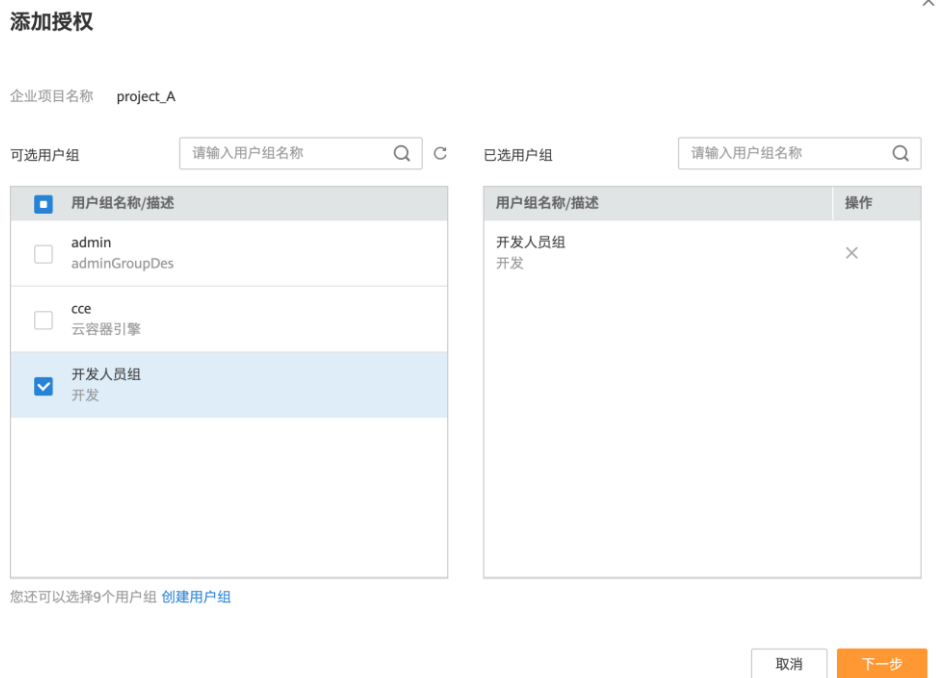 添加授权
企业项目名称 project_A
可选用户组 请输入用户组名称
已选用户组 请输入用户组名称
用户组名称/描述
admin
adminGroupDes
cce
云容器引擎
开发人员组
开发
用户组名称/描述 操作
开发人员组
开发
您还可以选择9个用户组 创建用户组
取消 下一步